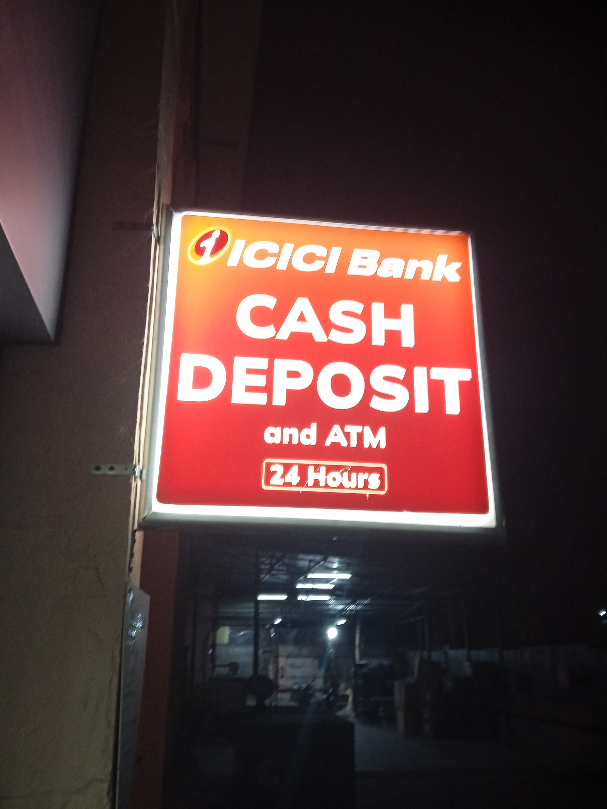 ICICI Bank
CASH
DEPOSIT
and ATM
24 Hours